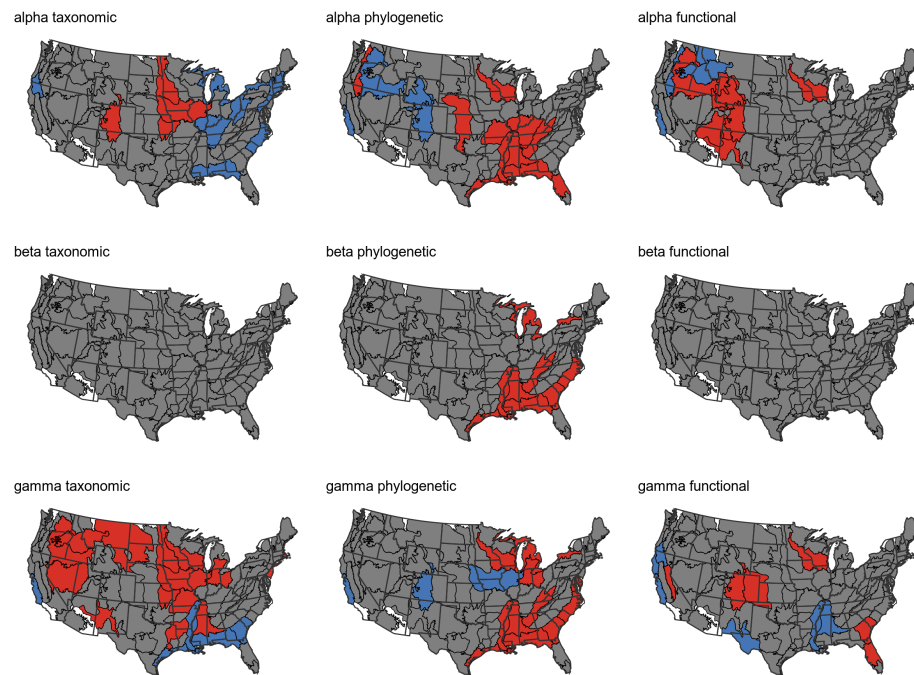 alpha taxonomic
alpha phylogenetic
alpha functional
beta taxonomic
beta phylogenetic
beta functional
gamma taxonomic
gamma phylogenetic
gamma functional